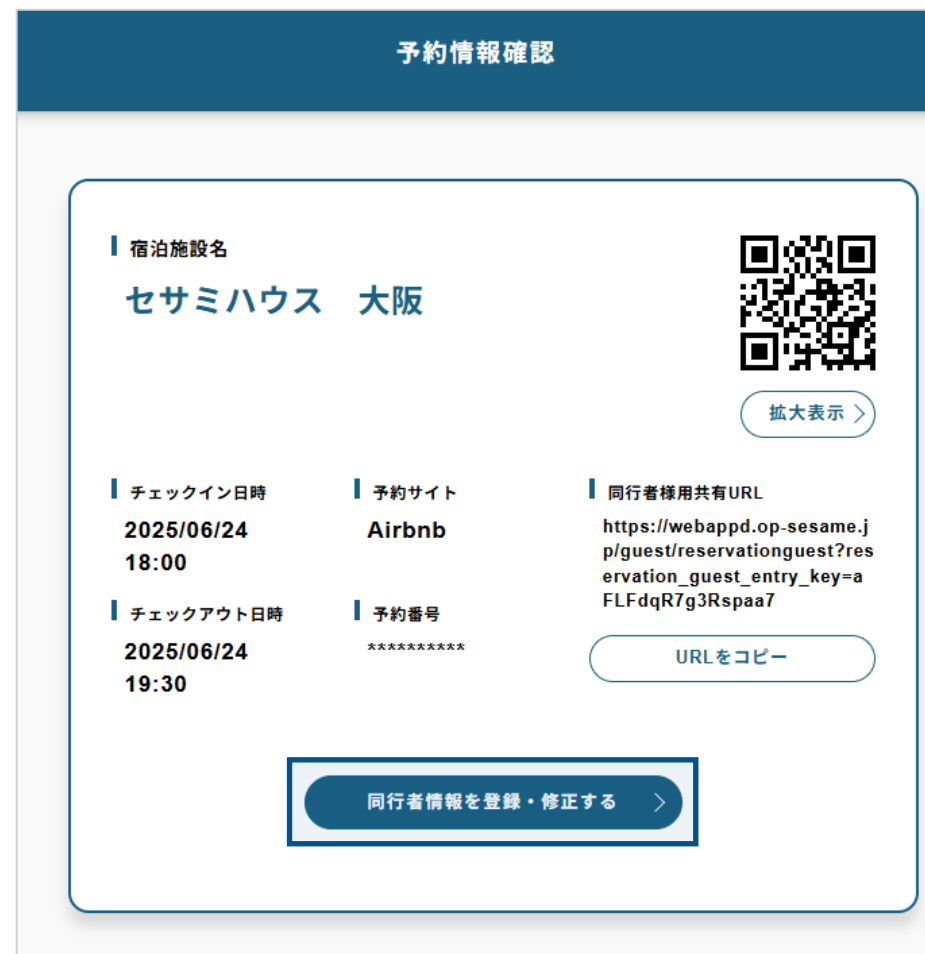 予約情報確認
宿泊施設名
セサミハウス　大阪
拡大表示
チェックイン日時
2025/06/24
18:00
チェックアウト日時
2025/06/24
19:30
予約サイト
Airbnb
予約番号
**********
同行者様用共有URL
https://webappd.op-sesame.j
p/guest/reservationguest?res
ervation_guest_entry_key=a
FLFdqR7g3Rspaa7
URLをコピー
同行者情報を登録・修正する